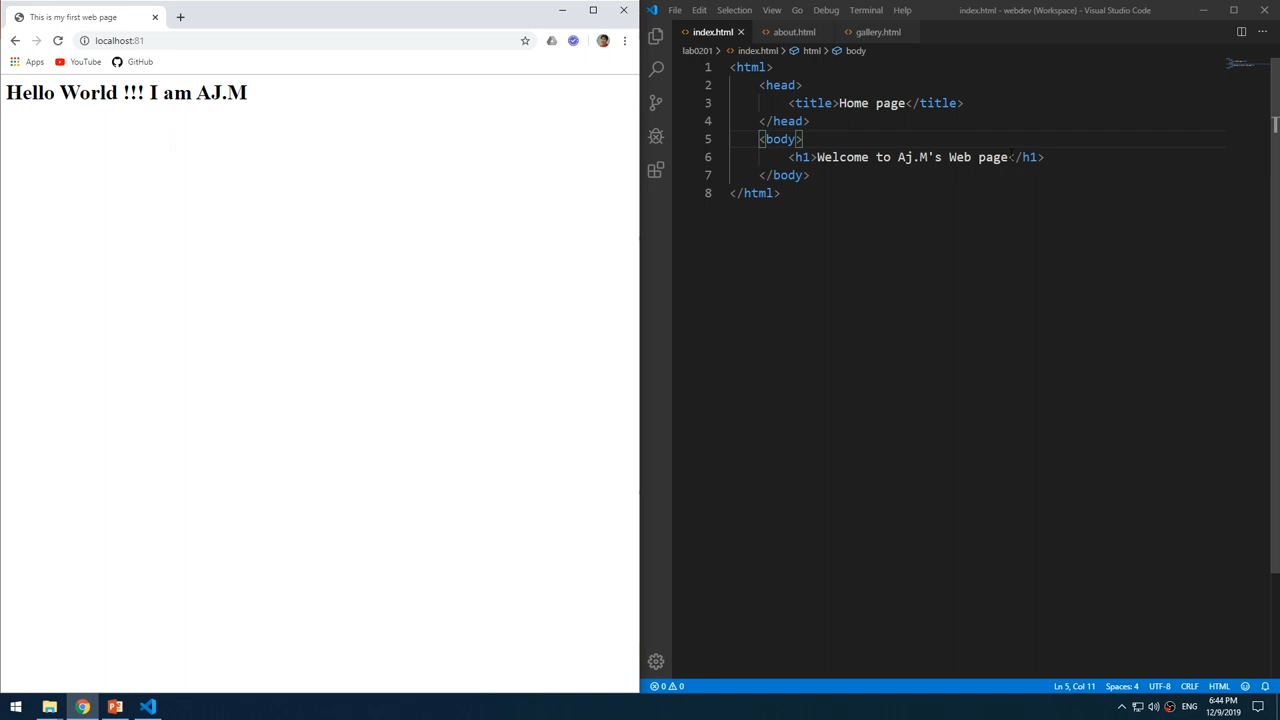 This is my first web page
localhost:81
Apps YouTube GitHub
Hello World !!! I am AJ.M
File Edit Selection View Go Debug Terminal Help index.html - webdev (Workspace) - Visual Studio Code
index.html about.html gallery.html
lab0201 > index.html > html > body
1 <html>
2 <head>
3 <title>Home page</title>
4 </head>
5 <body>
6 <h1>Welcome to Aj.M's Web page</h1>
7 </body>
8 </html>
0 0 Ln 5, Col 11 Spaces: 4 UTF-8 CRLF HTML
ENG 6:44 PM
12/9/2019